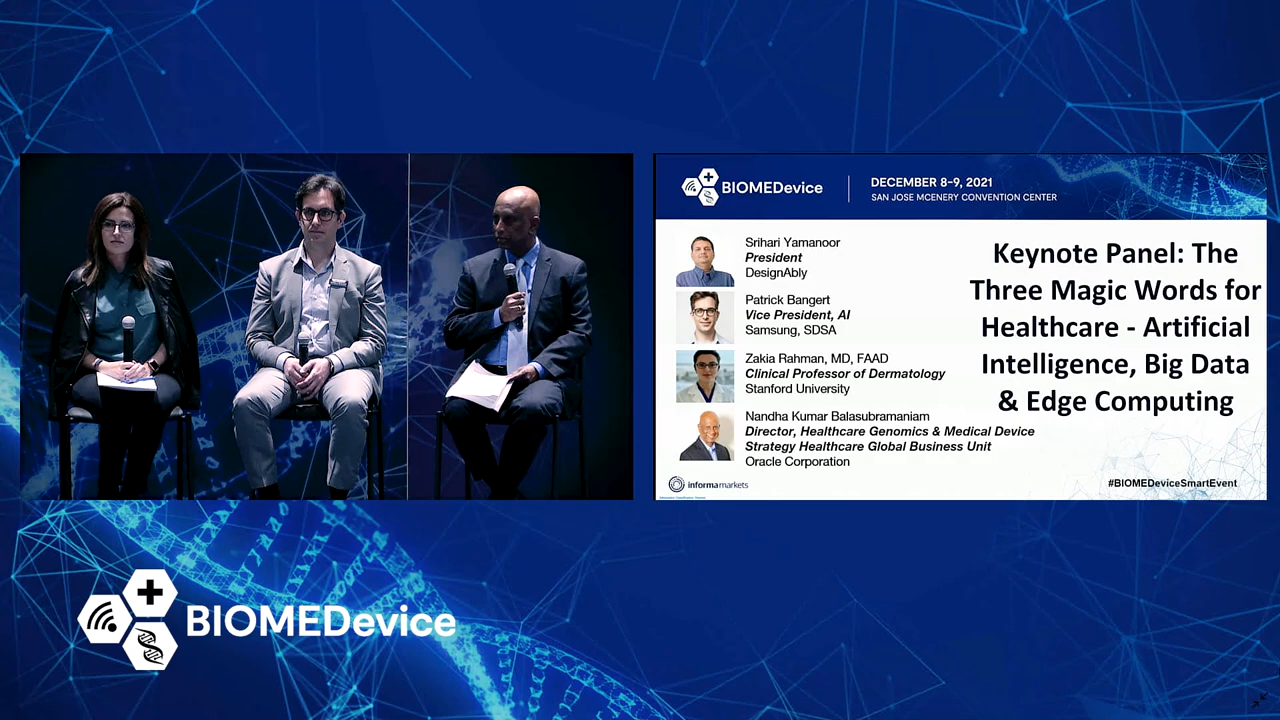 BIOMEDevice
DECEMBER 8-9, 2021
SAN JOSE MCENERY CONVENTION CENTER
Srihari Yamanoor
President
DesignAbly
Patrick Bangert
Vice President, AI
Samsung, SDSA
Zakia Rahman, MD, FAAD
Clinical Professor of Dermatology
Stanford University
Nandha Kumar Balasubramaniam
Director, Healthcare Genomics & Medical Device
Strategy Healthcare Global Business Unit
Oracle Corporation
Keynote Panel: The
Three Magic Words for
Healthcare - Artificial
Intelligence, Big Data
& Edge Computing
informamarkets
#BIOMEDeviceSmartEvent
BIOMEDevice